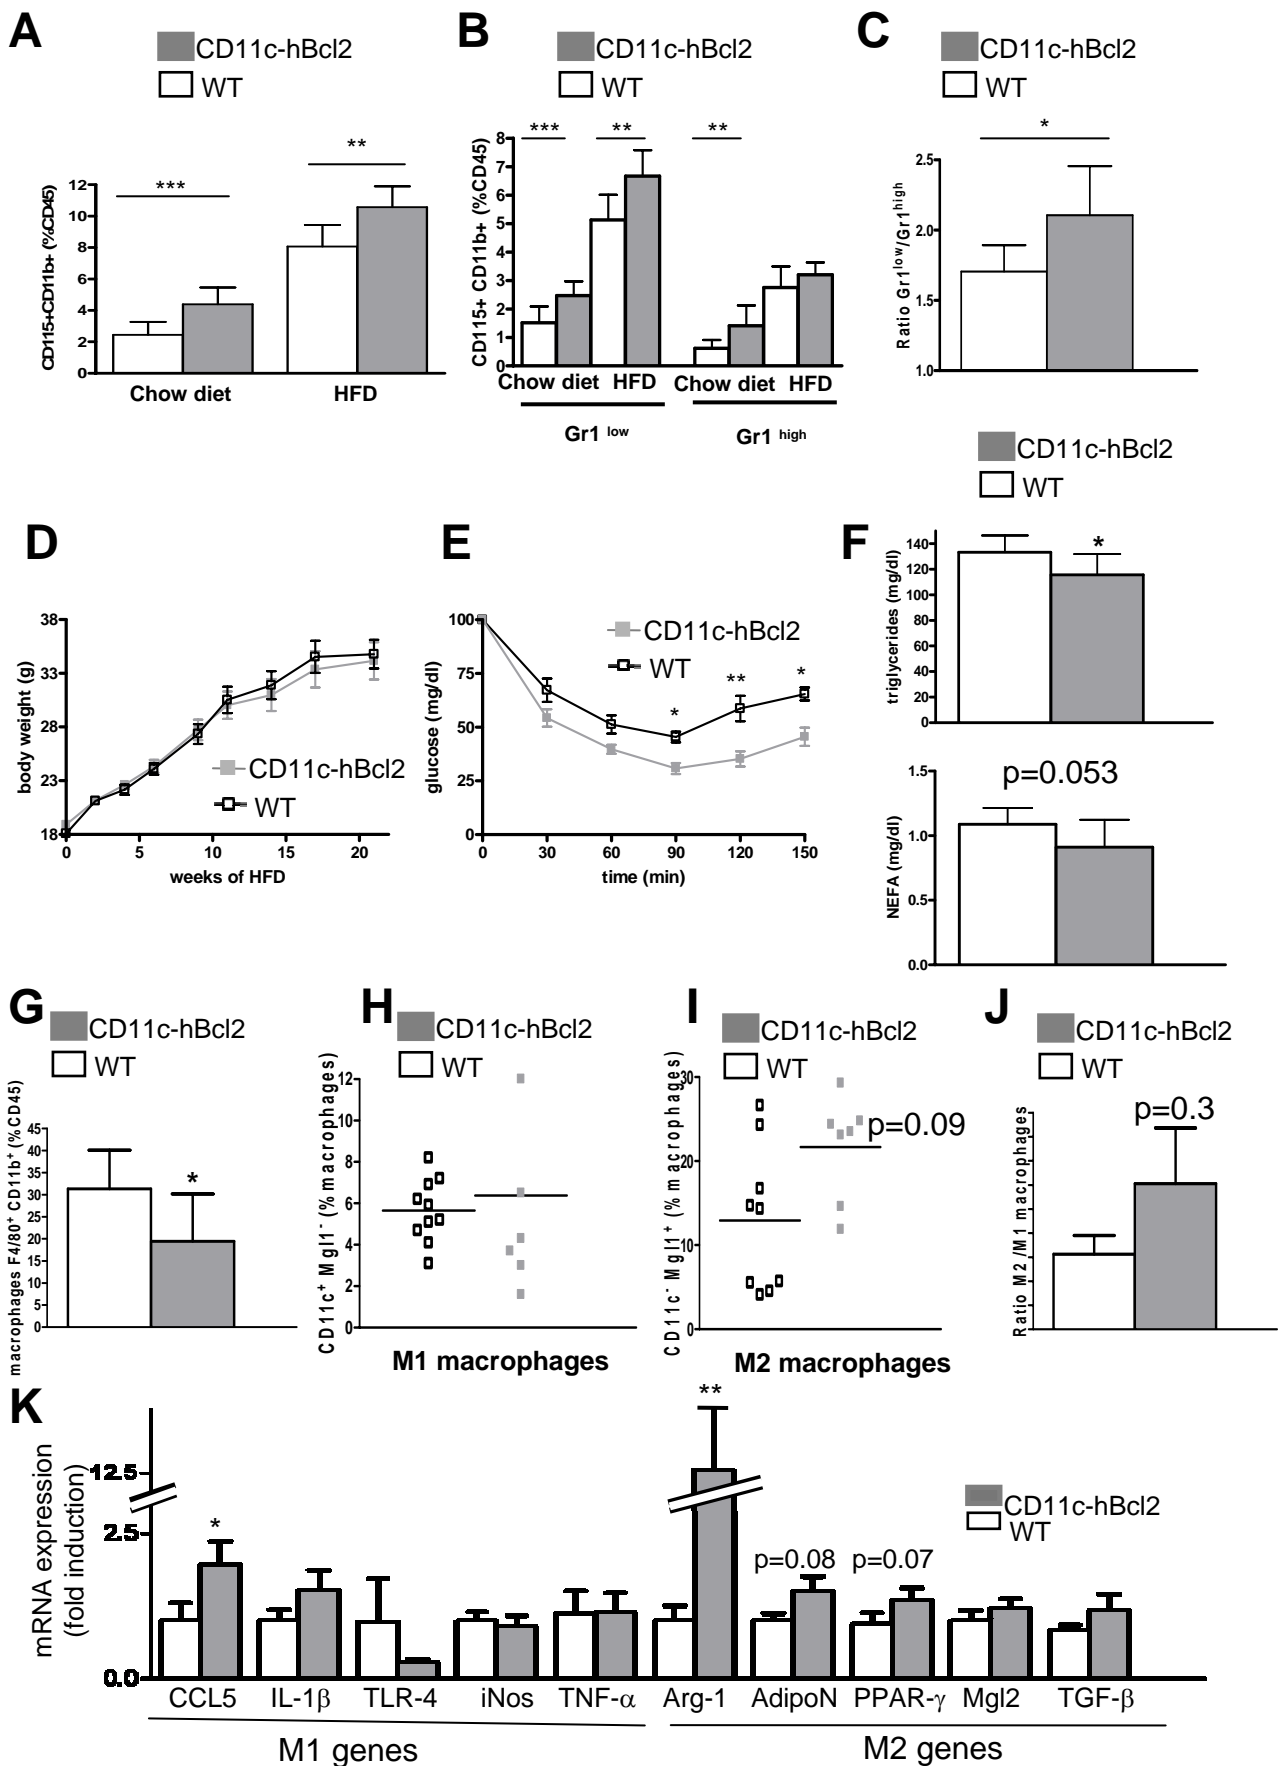 A
CD11c-hBcl2
WT
CD115+CD11b+ (%CD45)
12
10
8
6
4
2
0
***
**
Chow diet
HFD
B
CD11c-hBcl2
WT
CD115+ CD11b+ (%CD45)
8
7
6
5
4
3
2
1
0
***
**
**
Chow diet
HFD
Chow diet
HFD
Gr1 low
Gr1 high
C
CD11c-hBcl2
WT
Ratio Gr1low/Gr1high
2.5
2.0
1.5
1.0
*
D
body weight (g)
38
33
28
23
18
CD11c-hBcl2
WT
0
5
10
15
20
weeks of HFD
E
glucose (mg/dl)
100
75
50
25
0
CD11c-hBcl2
WT
*
**
*
0
30
60
90
120
150
time (min)
CD11c-hBcl2
WT
F
triglycerides (mg/dl)
140
120
100
80
60
40
20
0
*
NEFA (mg/dl)
1.5
1.0
0.5
0.0
p=0.053
G
CD11c-hBcl2
WT
macrophages F4/80+ CD11b+ (%CD45)
45
40
35
30
25
20
15
10
5
0
*
H
CD11c-hBcl2
WT
CD11c+ Mgl1- (% macrophages)
12
10
8
6
4
2
0
M1 macrophages
I
CD11c-hBcl2
WT
CD11c- Mgl1+ (% macrophages)
30
20
10
0
p=0.09
M2 macrophages
J
CD11c-hBcl2
WT
Ratio M2/M1 macrophages
p=0.3
K
mRNA expression
(fold induction)
12.5
2.5
0.0
*
**
p=0.08
p=0.07
CD11c-hBcl2
WT
CCL5
IL-1β
TLR-4
iNos
TNF-α
Arg-1
AdipoN
PPAR-γ
Mgl2
TGF-β
M1 genes
M2 genes